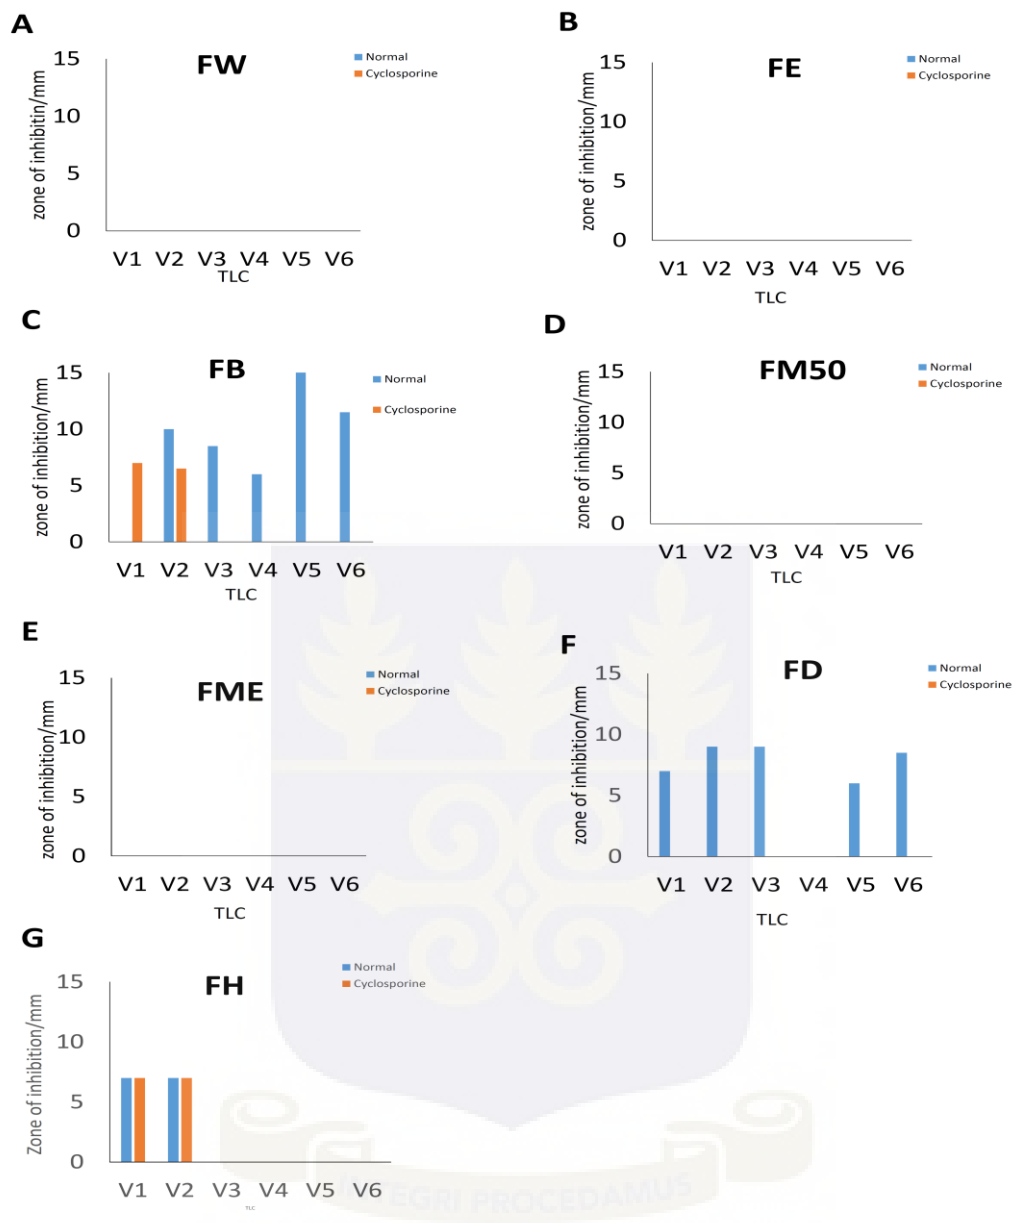 A
FW
Normal
Cyclosporine
zone of inhibitin/mm
15
10
5
0
V1 V2 V3 V4 V5 V6
TLC
B
FE
Normal
Cyclosporine
zone of inhibition/mm
15
10
5
0
V1 V2 V3 V4 V5 V6
TLC
C
FB
Normal
Cyclosporine
zone of inhibition/mm
15
10
5
0
V1 V2 V3 V4 V5 V6
TLC
D
FM50
Normal
Cyclosporine
zone of inhibition/mm
15
10
5
0
V1 V2 V3 V4 V5 V6
TLC
E
FME
Normal
Cyclosporine
zone of inhibition/mm
15
10
5
0
V1 V2 V3 V4 V5 V6
TLC
F
FD
Normal
Cyclosporine
zone of inhibition/mm
15
10
5
0
V1 V2 V3 V4 V5 V6
TLC
G
FH
Normal
Cyclosporine
Zone of inhibition/mm
15
10
5
0
V1 V2 V3 V4 V5 V6
TLC
INTEGRI PROCEDAMUS